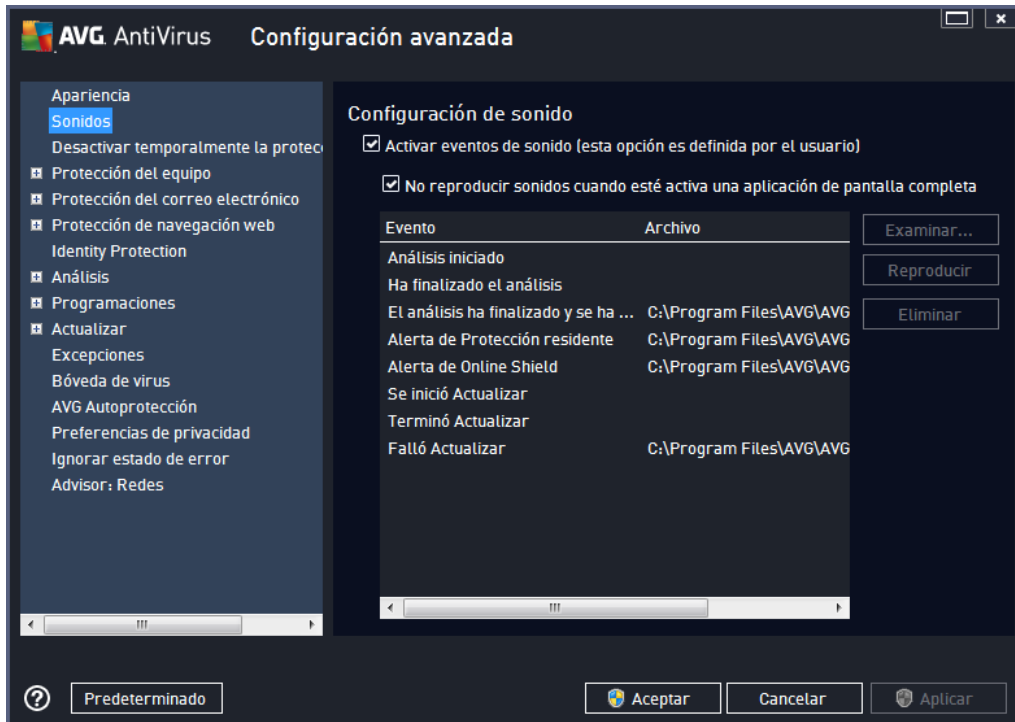 AVG AntiVirus Configuración avanzada
Apariencia
Sonidos
Desactivar temporalmente la protec
Protección del equipo
Protección del correo electrónico
Protección de navegación web
Identity Protection
Análisis
Programaciones
Actualizar
Excepciones
Bóveda de virus
AVG Autoprotección
Preferencias de privacidad
Ignorar estado de error
Advisor: Redes
Configuración de sonido
Activar eventos de sonido (esta opción es definida por el usuario)
No reproducir sonidos cuando esté activa una aplicación de pantalla completa
Evento Archivo
Análisis iniciado
Ha finalizado el análisis
El análisis ha finalizado y se ha ... C:\Program Files\AVG\AVG
Alerta de Protección residente C:\Program Files\AVG\AVG
Alerta de Online Shield C:\Program Files\AVG\AVG
Se inició Actualizar
Terminó Actualizar
Falló Actualizar C:\Program Files\AVG\AVG
Examinar...
Reproducir
Eliminar
? Predeterminado Aceptar Cancelar Aplicar